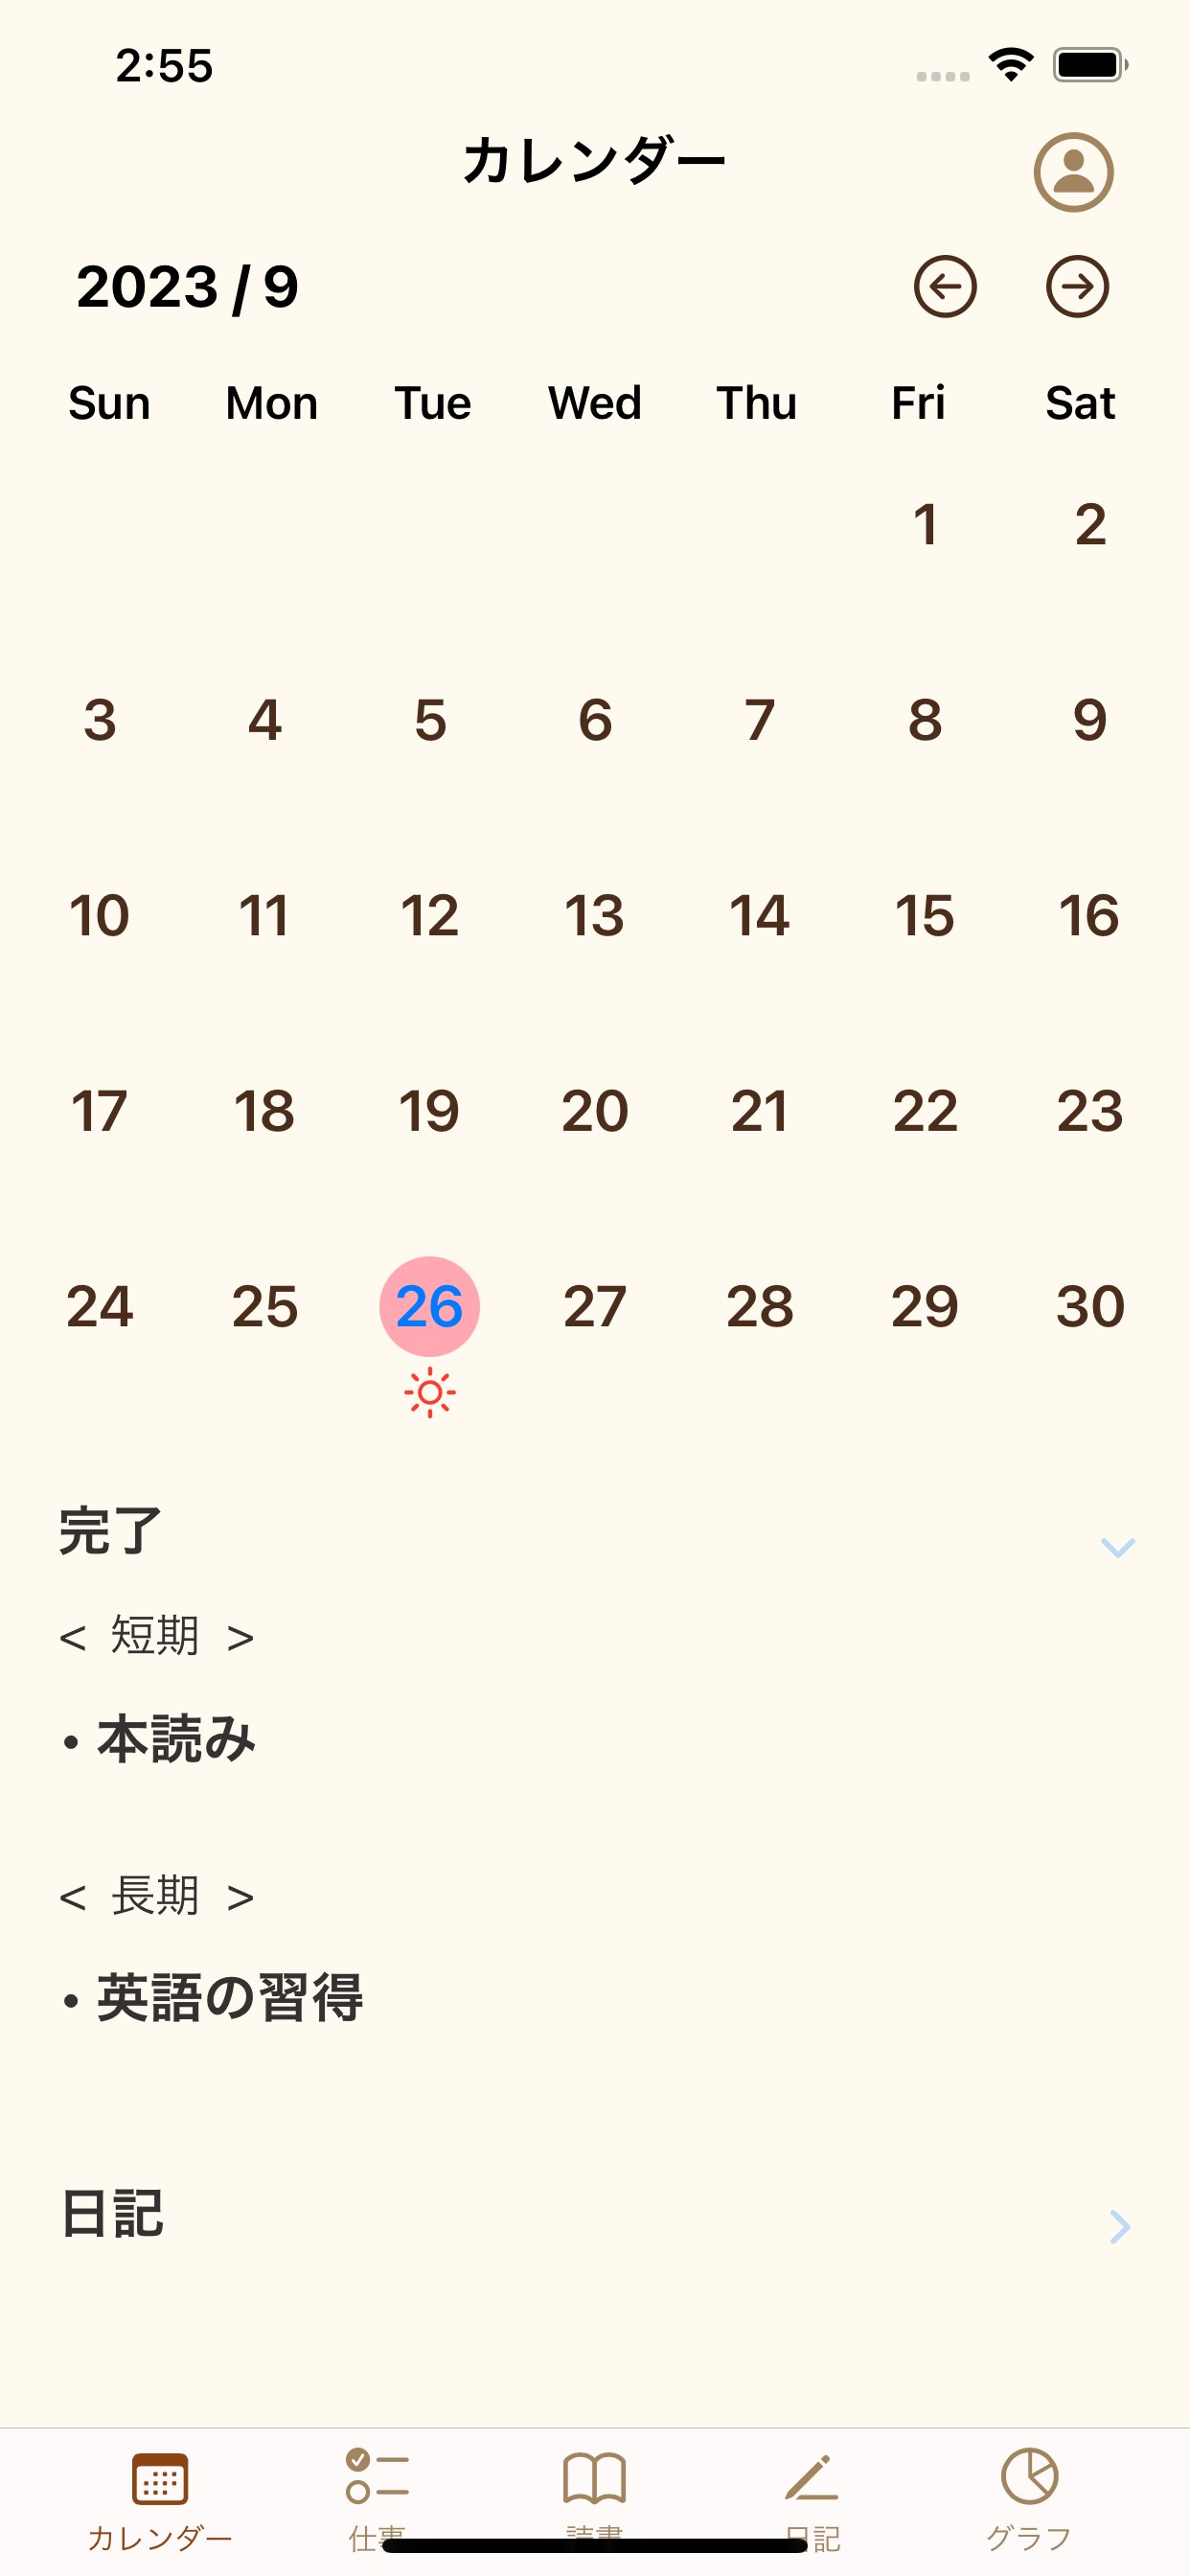 2:55
カレンダー
2023 / 9
Sun Mon Tue Wed Thu Fri Sat
1 2
3 4 5 6 7 8 9
10 11 12 13 14 15 16
17 18 19 20 21 22 23
24 25 26 27 28 29 30
完了
< 短期 >
• 本読み
< 長期 >
• 英語の習得
日記
カレンダー 仕事 読書 日記 グラフ